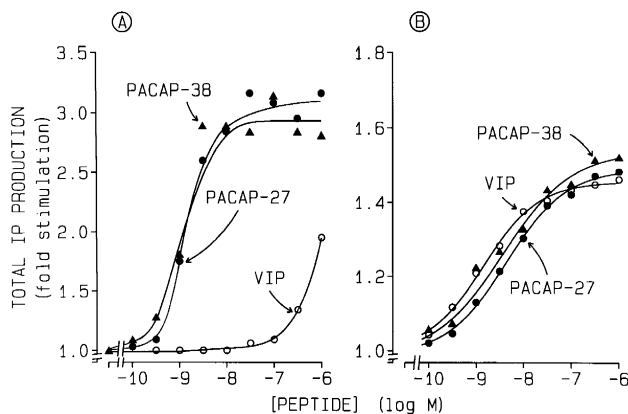 Ⓐ
Ⓑ
TOTAL IP PRODUCTION
(fold stimulation)
3.5
3.0
2.5
2.0
1.5
1.0
PACAP-38
PACAP-27
VIP
-10 -9 -8 -7 -6
1.8
1.6
1.4
1.2
1.0
PACAP-38
VIP
PACAP-27
-10 -9 -8 -7 -6
[PEPTIDE] (log M)